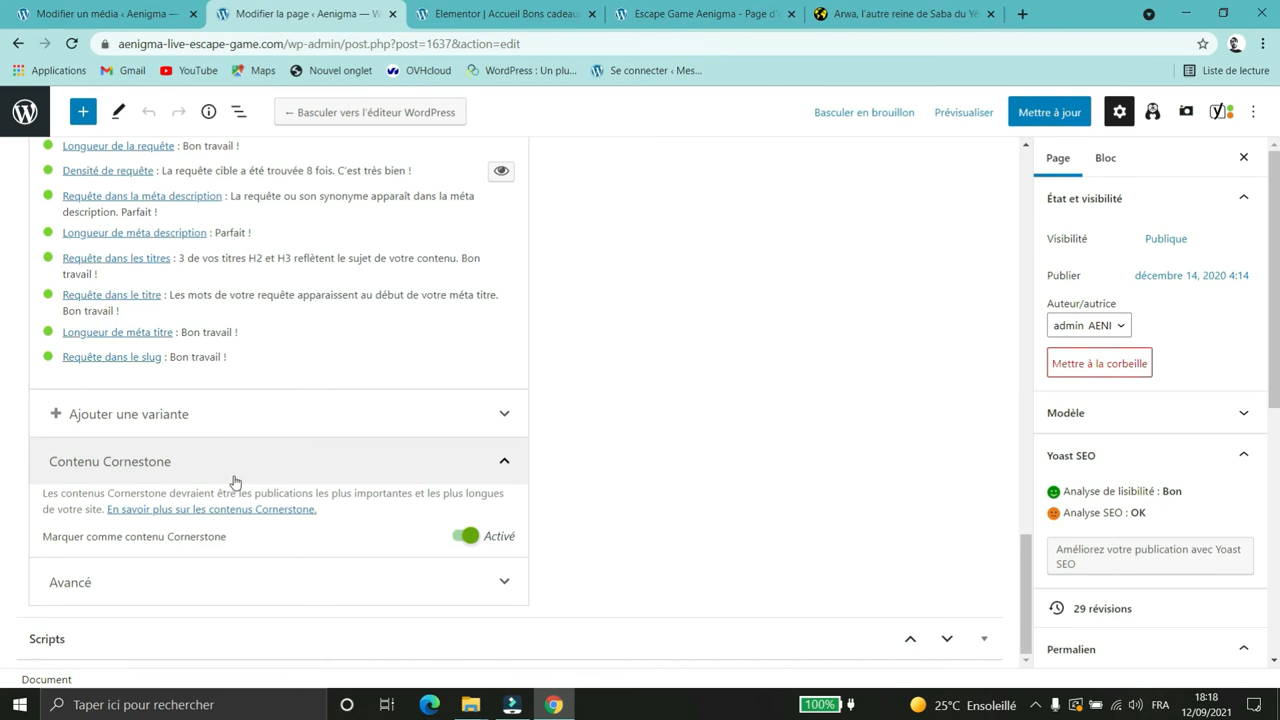 Modifier un média ‹ Aenigma —
Modifier la page ‹ Aenigma — W
Elementor | Accueil Bons cadeau
Escape Game Aenigma - Page d'
Arwa, l'autre reine de Saba du Yé
aenigma-live-escape-game.com/wp-admin/post.php?post=1637&action=edit
Applications
Gmail
YouTube
Maps
Nouvel onglet
OVHcloud
WordPress : Un plu...
Se connecter ‹ Mes...
Liste de lecture
← Basculer vers l'éditeur WordPress
Basculer en brouillon
Prévisualiser
Mettre à jour
Longueur de la requête : Bon travail !
Densité de requête : La requête cible a été trouvée 8 fois. C'est très bien !
Requête dans la méta description : La requête ou son synonyme apparaît dans la méta
description. Parfait !
Longueur de méta description : Parfait !
Requête dans les titres : 3 de vos titres H2 et H3 reflètent le sujet de votre contenu. Bon
travail !
Requête dans le titre : Les mots de votre requête apparaissent au début de votre méta titre.
Bon travail !
Longueur de méta titre : Bon travail !
Requête dans le slug : Bon travail !
Ajouter une variante
Contenu Cornestone
Les contenus Cornerstone devraient être les publications les plus importantes et les plus longues
de votre site. En savoir plus sur les contenus Cornerstone.
Marquer comme contenu Cornerstone
Activé
Avancé
Scripts
Document
Page
Bloc
État et visibilité
Visibilité
Publique
Publier
décembre 14, 2020 4:14
Auteur/autrice
admin AENI
Mettre à la corbeille
Modèle
Yoast SEO
Analyse de lisibilité : Bon
Analyse SEO : OK
Améliorez votre publication avec Yoast
SEO
29 révisions
Permalien
Taper ici pour rechercher
100%
25°C Ensoleillé
FRA
18:18
12/09/2021